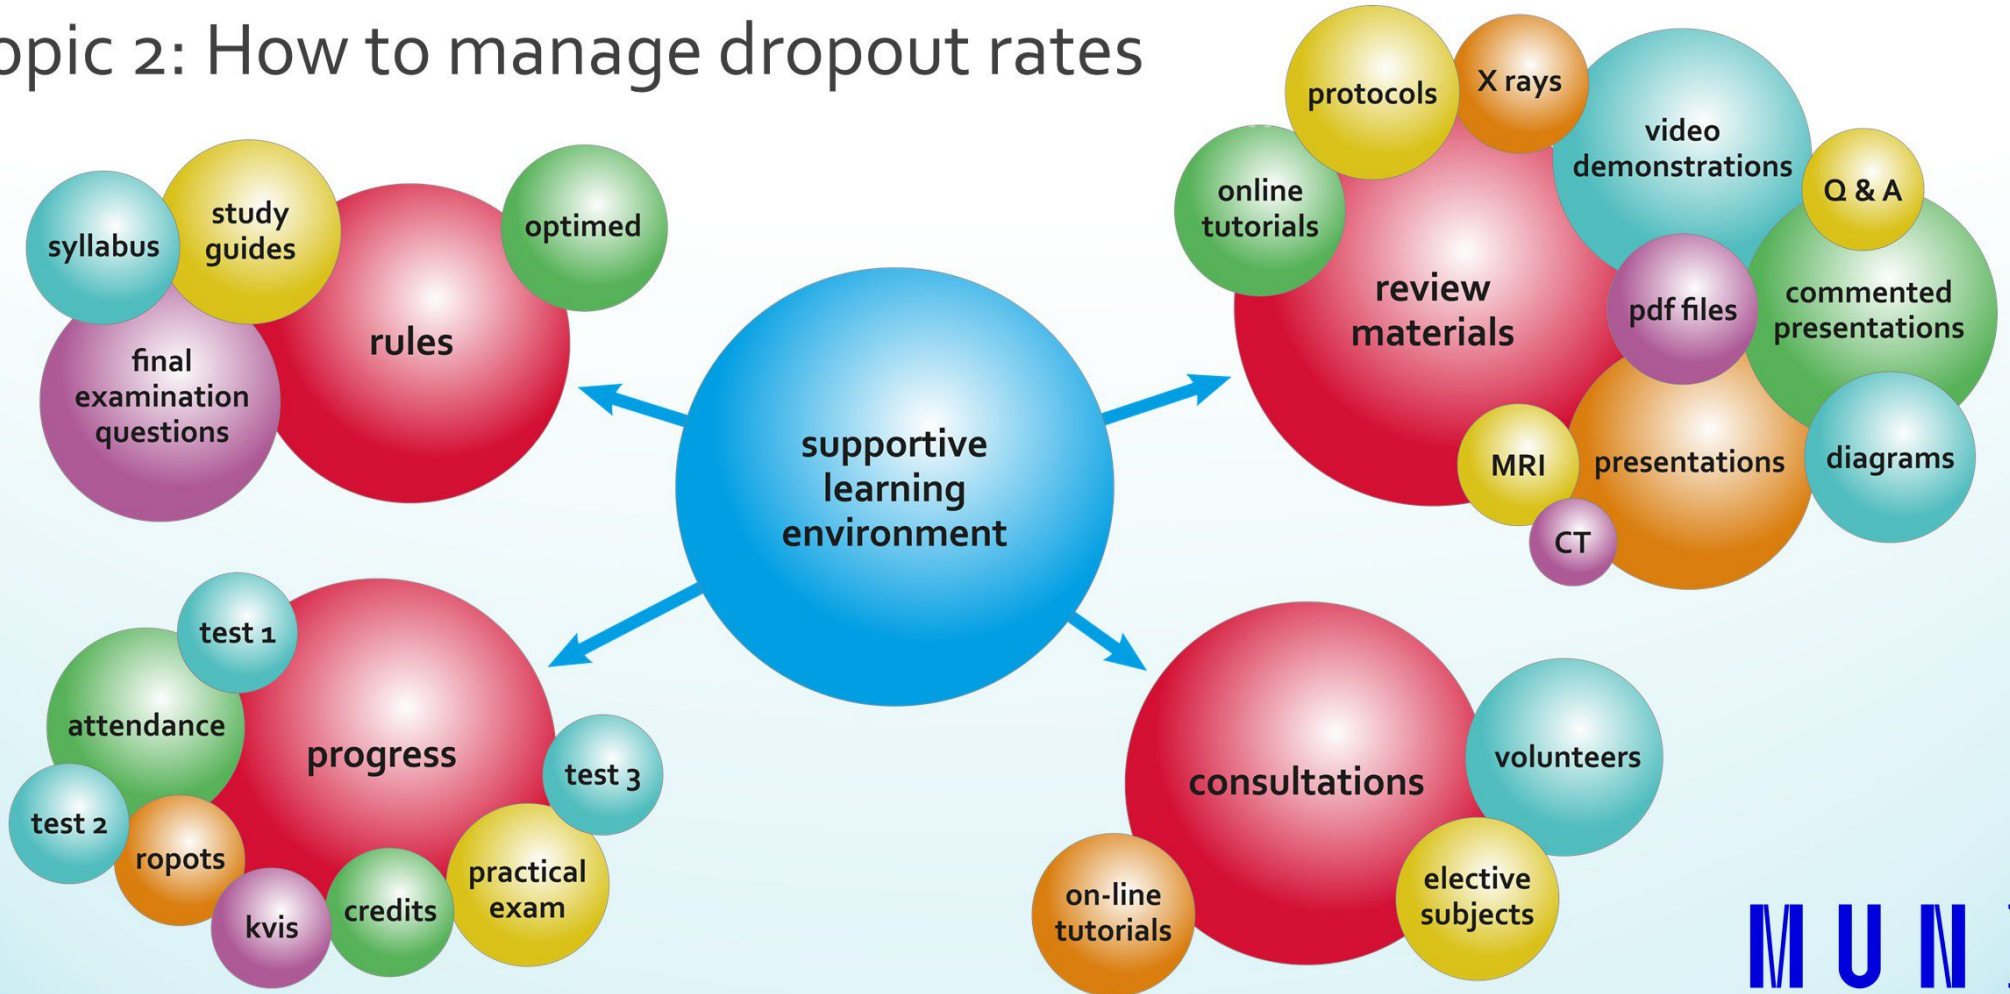 opic 2: How to manage dropout rates
syllabus
study
guides
optimed
final
examination
questions
rules
supportive
learning
environment
protocols
X rays
video
demonstrations
Q & A
online
tutorials
review
materials
pdf files
commented
presentations
MRI
presentations
diagrams
CT
test 1
attendance
progress
test 3
test 2
ropots
kvis
credits
practical
exam
consultations
volunteers
on-line
tutorials
elective
subjects
MUN